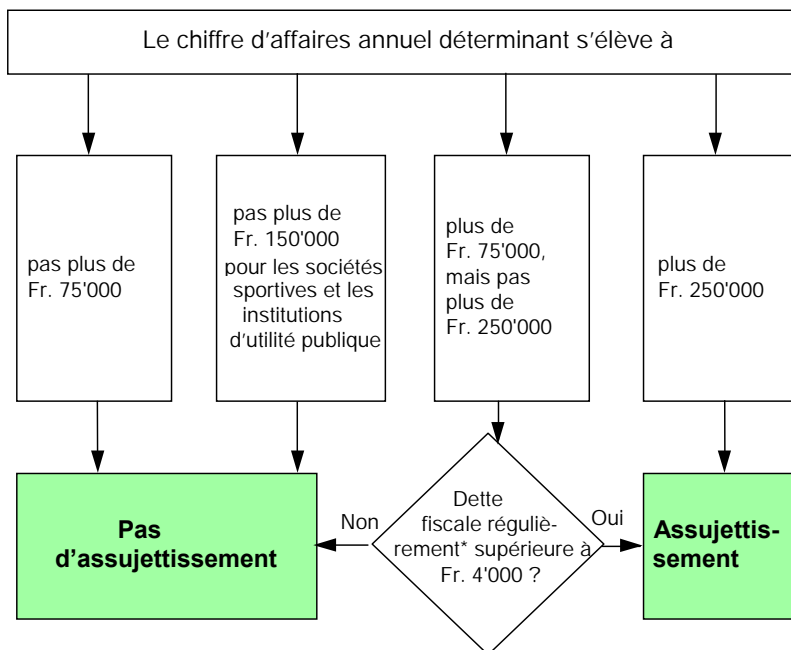 Le chiffre d'affaires annuel déterminant s'élève à
pas plus de
Fr. 75'000
pas plus de
Fr. 150'000
pour les sociétés
sportives et les
institutions
d'utilité publique
plus de
Fr. 75'000,
mais pas
plus de
Fr. 250'000
plus de
Fr. 250'000
Pas
d'assujettissement
Non
Dette
fiscale réguliè-
rement* supérieure à
Fr. 4'000 ?
Oui
Assujettis-
sement